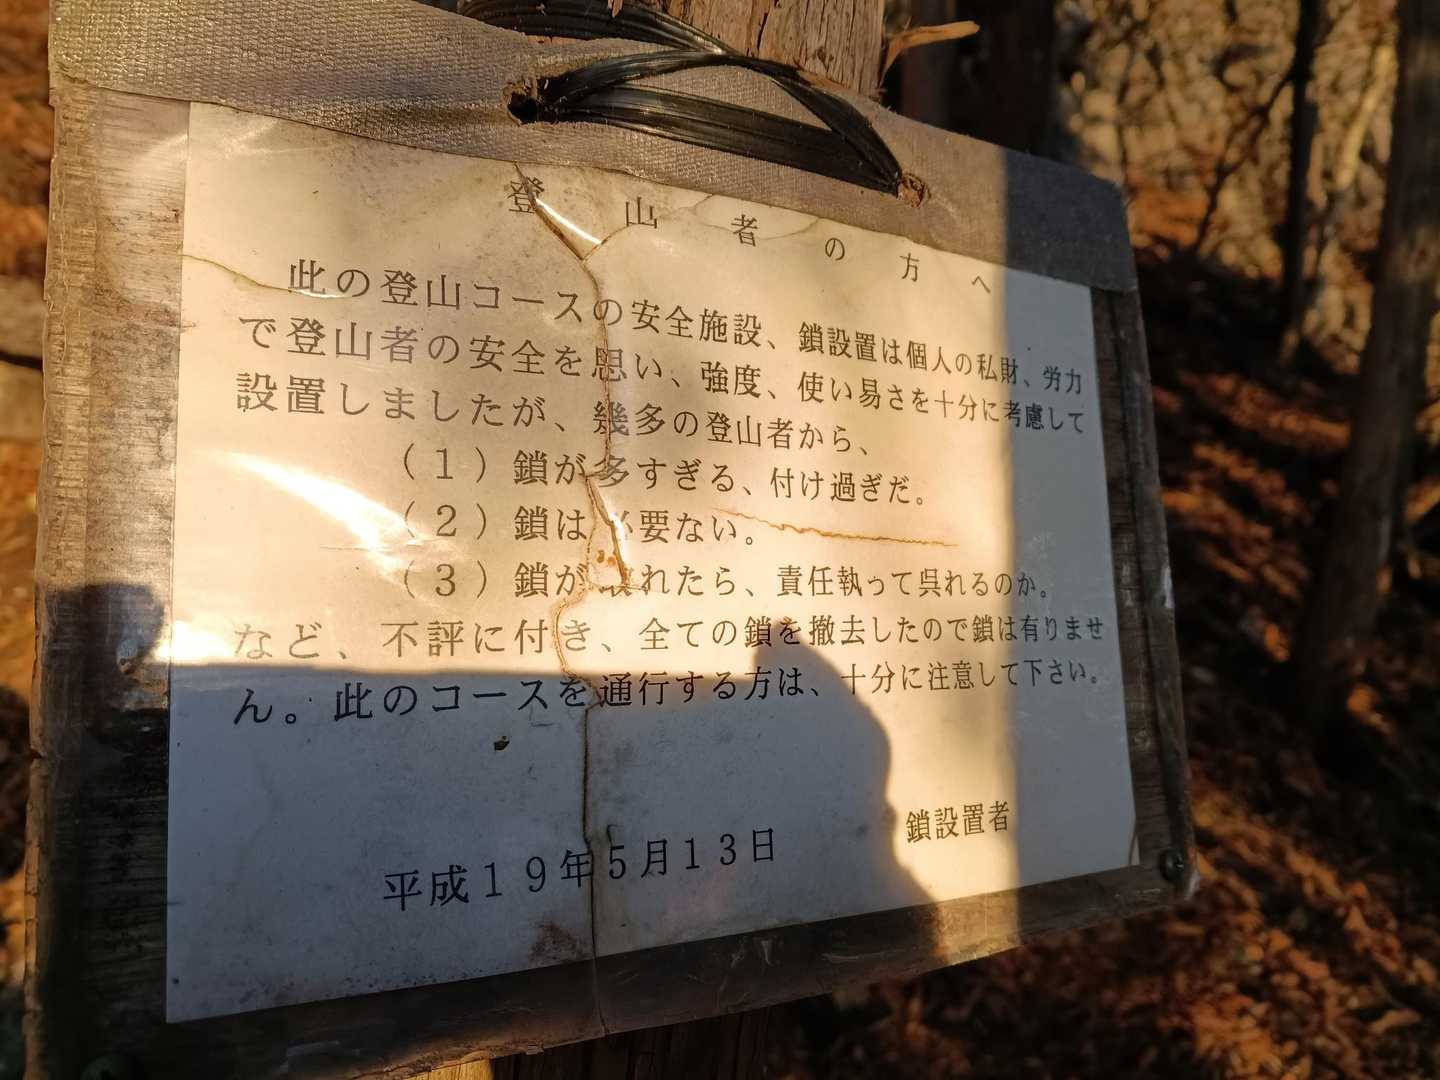 登山者の方へ
此の登山コースの安全施設、鎖設置は個人の私財、労力
で登山者の安全を思い、強度、使い易さを十分に考慮して
設置しましたが、幾多の登山者から、
（１）鎖が多すぎる、付け過ぎだ。
（２）鎖は必要ない。
（３）鎖が れたら、責任執って呉れるのか。
など、不評に付き、全ての鎖を撤去したので鎖は有りませ
ん。此のコースを通行する方は、十分に注意して下さい。
鎖設置者
平成１９年５月１３日